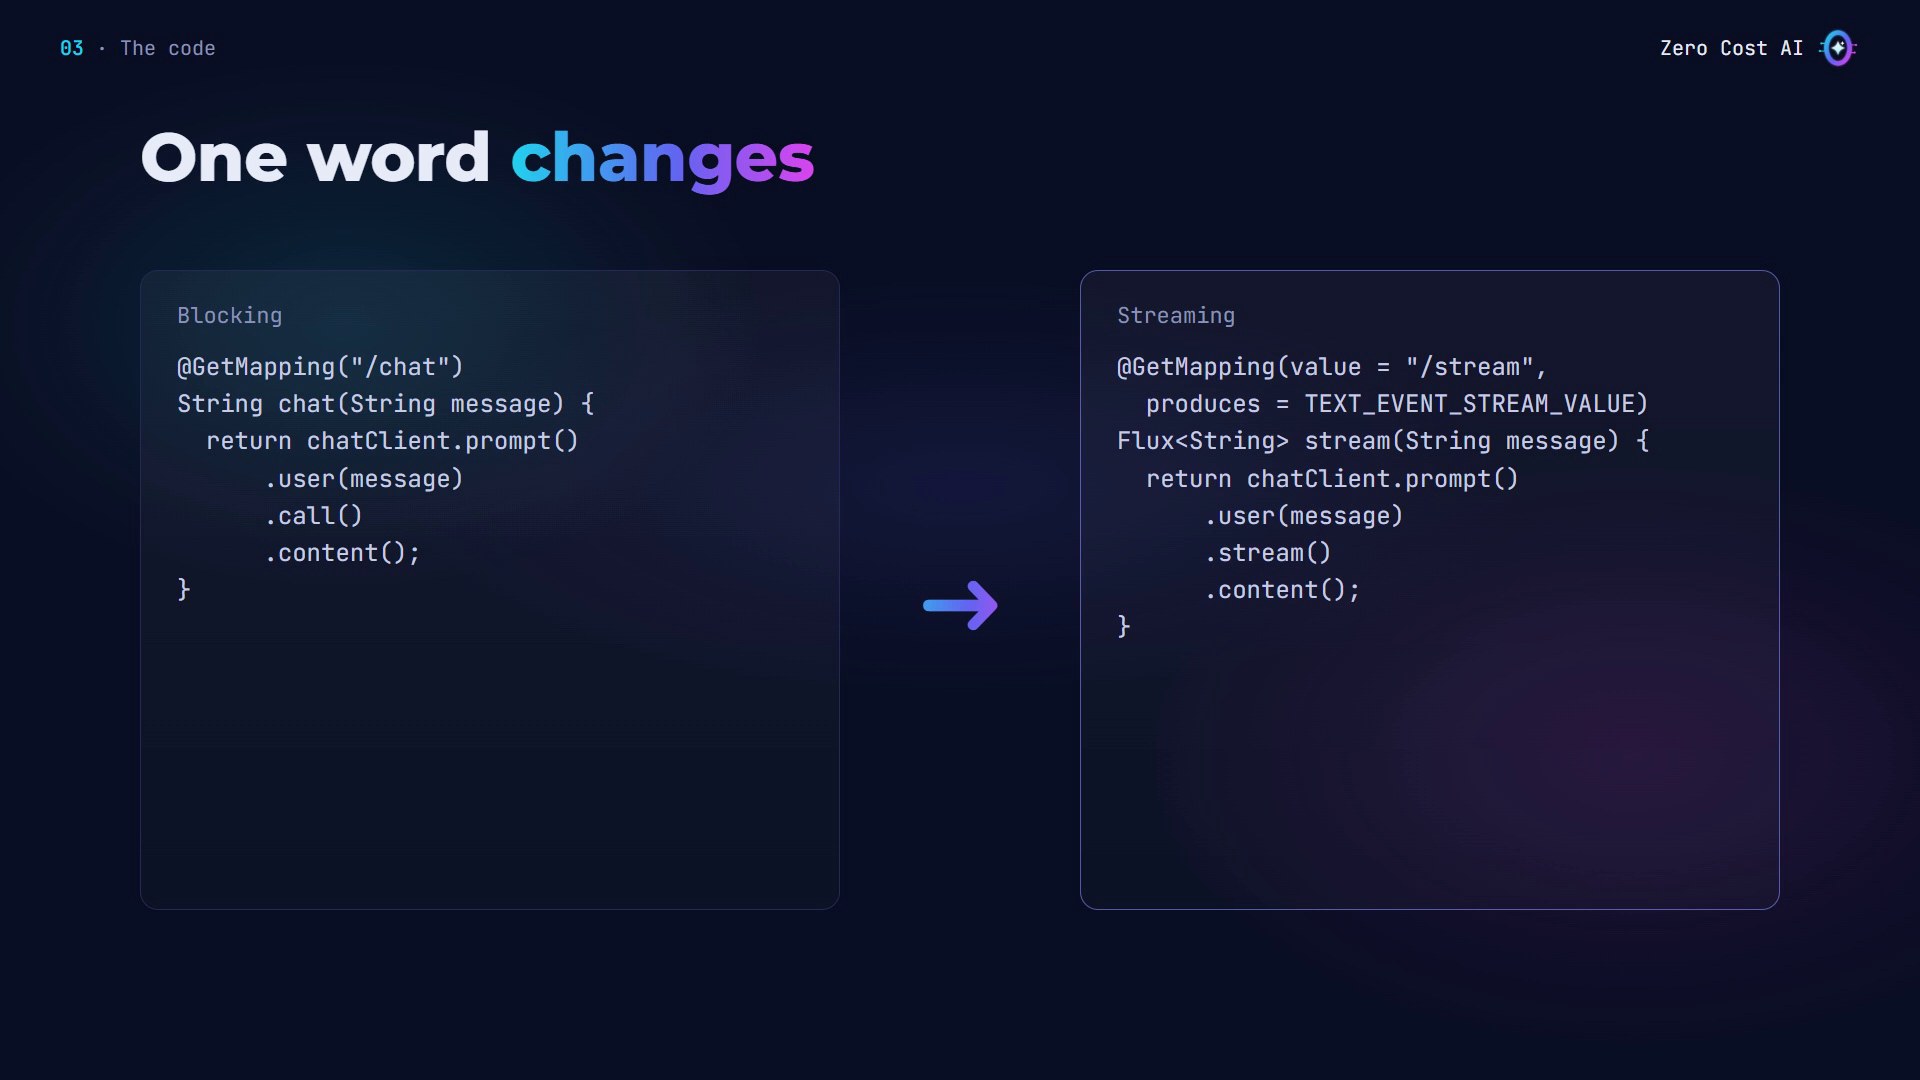 03 · The code
Zero Cost AI
One word changes
Blocking
@GetMapping("/chat")
String chat(String message) {
  return chatClient.prompt()
      .user(message)
      .call()
      .content();
}
Streaming
@GetMapping(value = "/stream",
  produces = TEXT_EVENT_STREAM_VALUE)
Flux<String> stream(String message) {
  return chatClient.prompt()
      .user(message)
      .stream()
      .content();
}